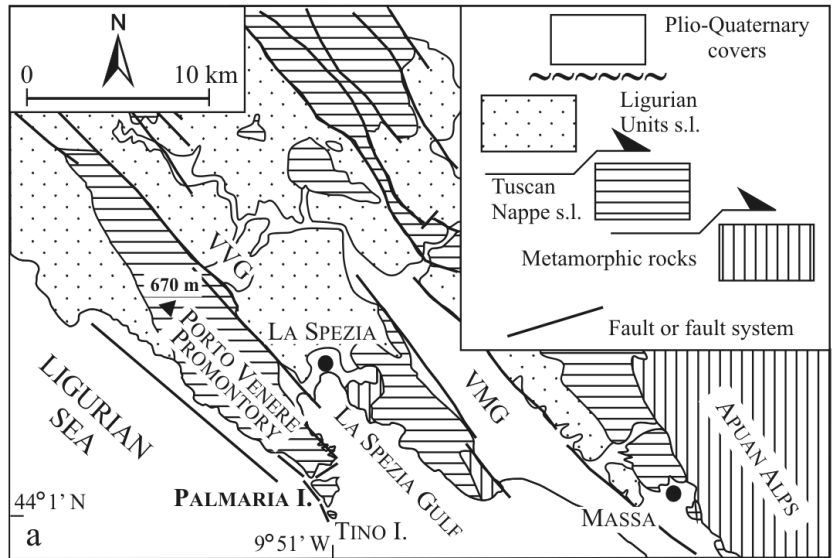 N
0
10 km
Plio-Quaternary
covers
Ligurian
Units s.l.
Tuscan
Nappe s.l.
Metamorphic rocks
Fault or fault system
VVG
670 m
PORTO VENERE
PROMONTORY
LA SPEZIA
LA SPEZIA GULF
VMG
LIGURIAN
SEA
APUAN ALPS
PALMARIA I.
TINO I.
MASSA
44°1' N
9°51' W
a